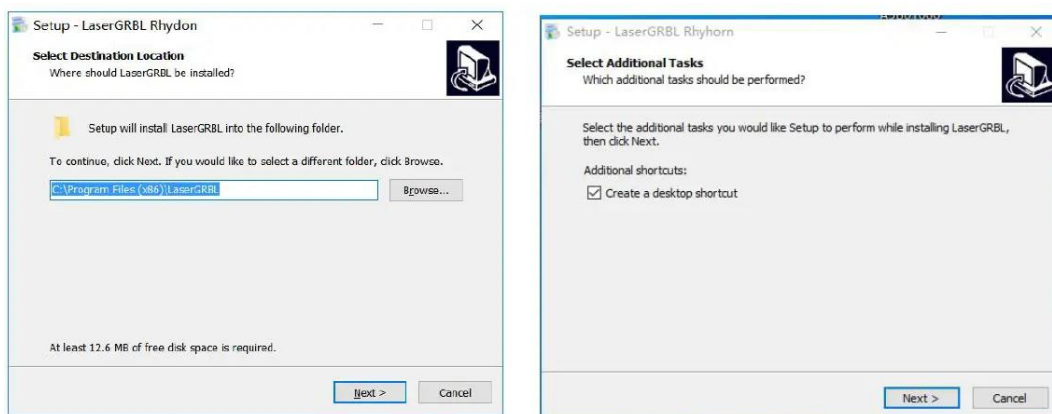 Setup - LaserGRBL Rhydon
Select Destination Location
Where should LaserGRBL be installed?
Setup will install LaserGRBL into the following folder.
To continue, click Next. If you would like to select a different folder, click Browse.
C:\Program Files (x86)\LaserGRBL
Browse...
At least 12.6 MB of free disk space is required.
Next >
Cancel
Setup - LaserGRBL Rhyhorn
Select Additional Tasks
Which additional tasks should be performed?
Select the additional tasks you would like Setup to perform while installing LaserGRBL,
then click Next.
Additional shortcuts:
Create a desktop shortcut
Next >
Cancel